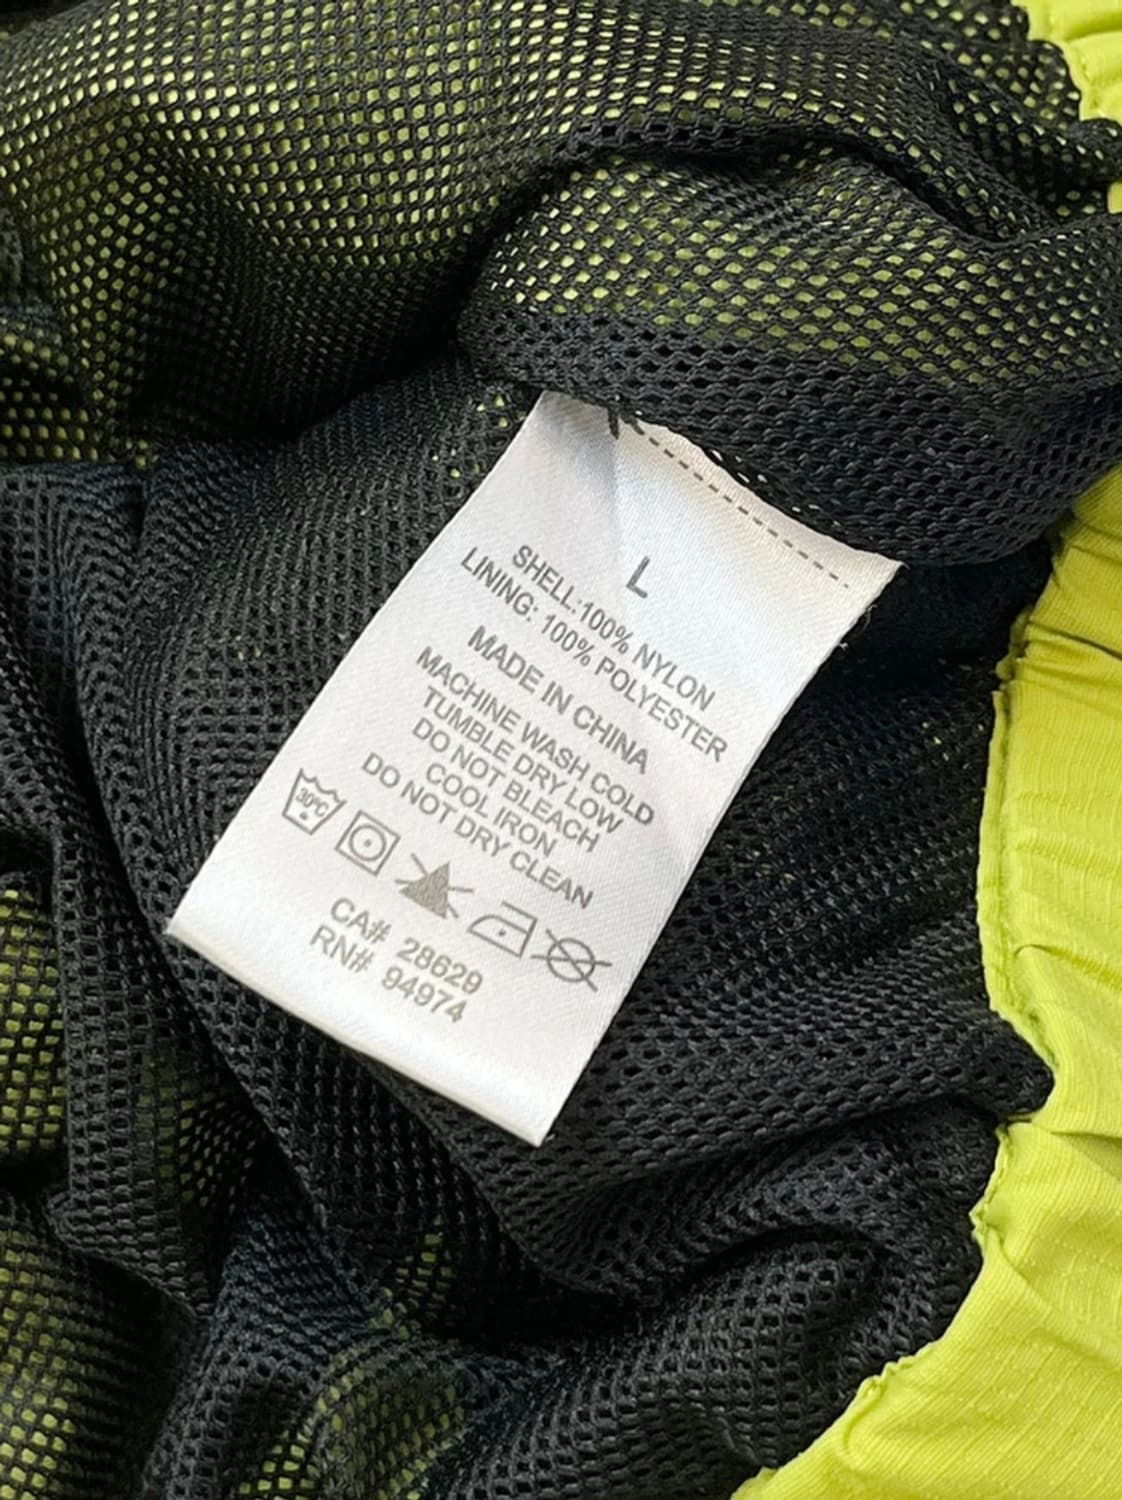 L
SHELL:100% NYLON
LINING: 100% POLYESTER
MADE IN CHINA
MACHINE WASH COLD
TUMBLE DRY LOW
DO NOT BLEACH
COOL IRON
DO NOT DRY CLEAN
30°C
CA# 28629
RN# 94974